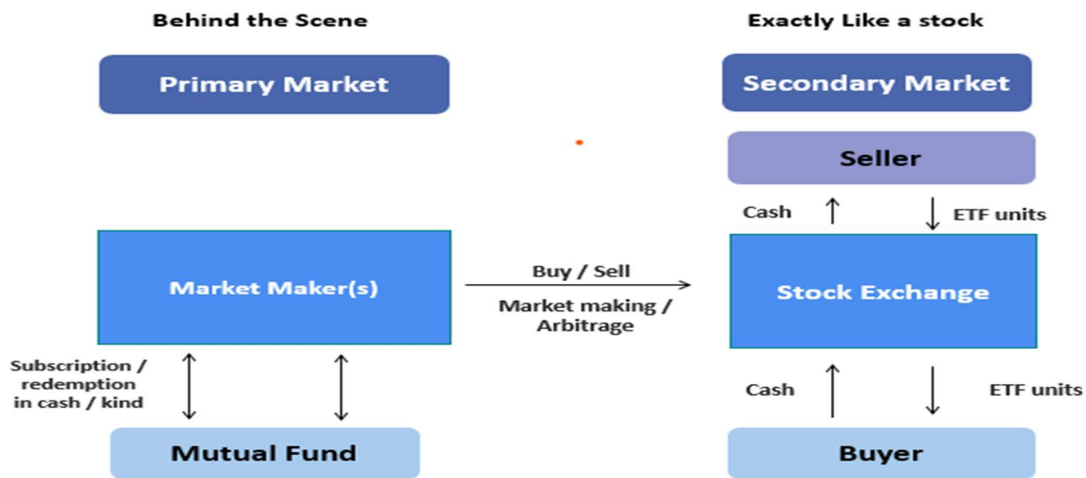 Behind the Scene
Exactly Like a stock
Primary Market
Secondary Market
Seller
Cash
ETF units
Market Maker(s)
Buy / Sell
Market making /
Arbitrage
Stock Exchange
Subscription /
redemption
in cash / kind
Cash
ETF units
Mutual Fund
Buyer